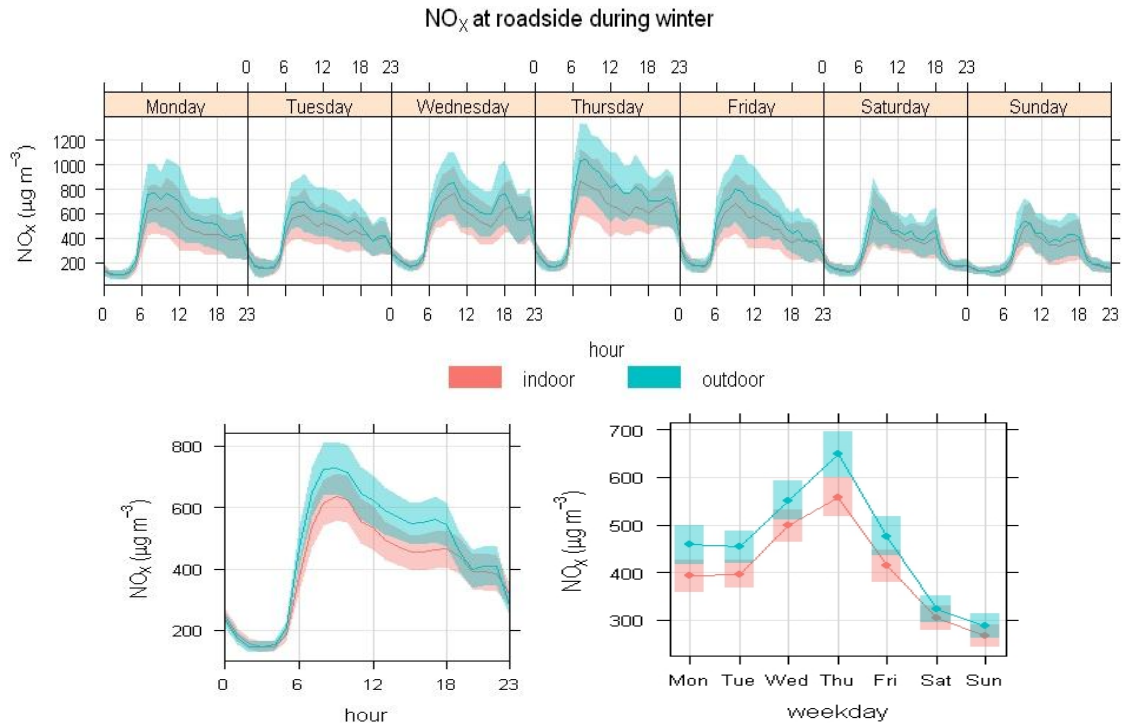 NOX at roadside during winter
0 6 12 18 23 0 6 12 18 23 0 6 12 18 23
Monday Tuesday Wednesday Thursday Friday Saturday Sunday
NOX (µg m−3)
1200
1000
800
600
400
200
0 6 12 18 23 0 6 12 18 23 0 6 12 18 23 0 6 12 18 23
hour
indoor outdoor
NOX (µg m−3)
800
600
400
200
0 6 12 18 23
hour
NOX (µg m−3)
700
600
500
400
300
Mon Tue Wed Thu Fri Sat Sun
weekday